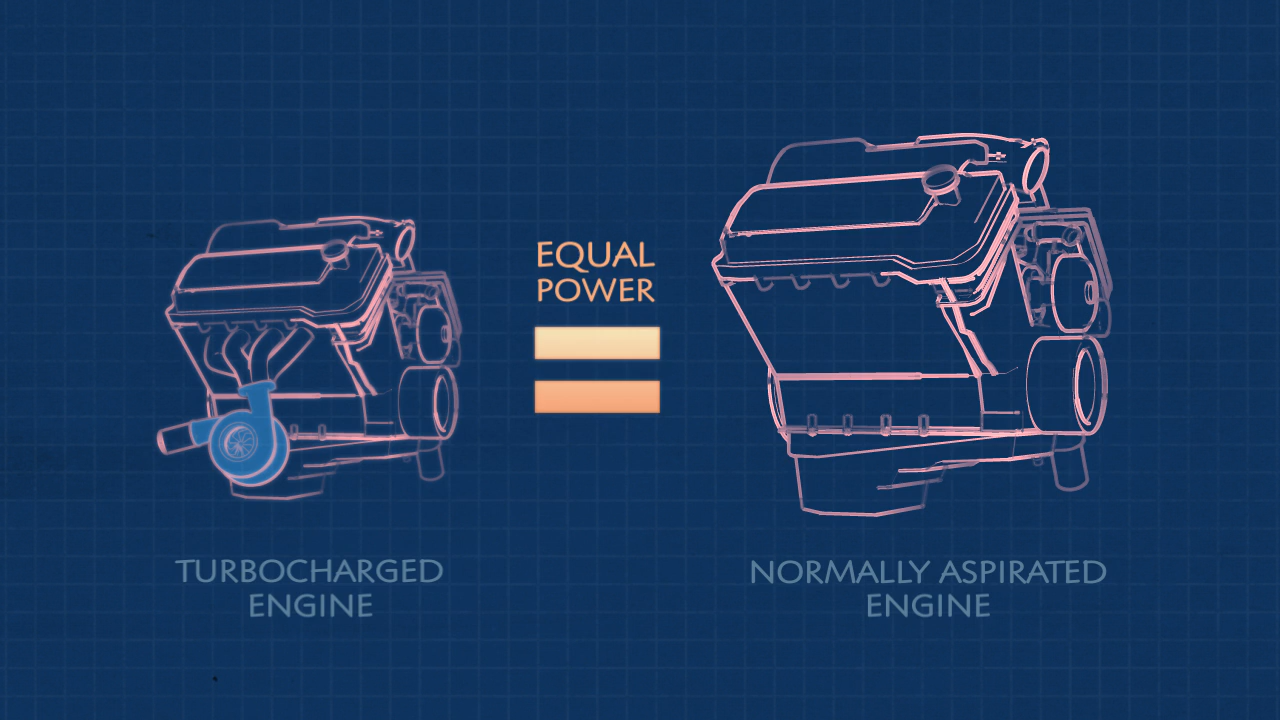 EQUAL
POWER
TURBOCHARGED
ENGINE
NORMALLY ASPIRATED
ENGINE